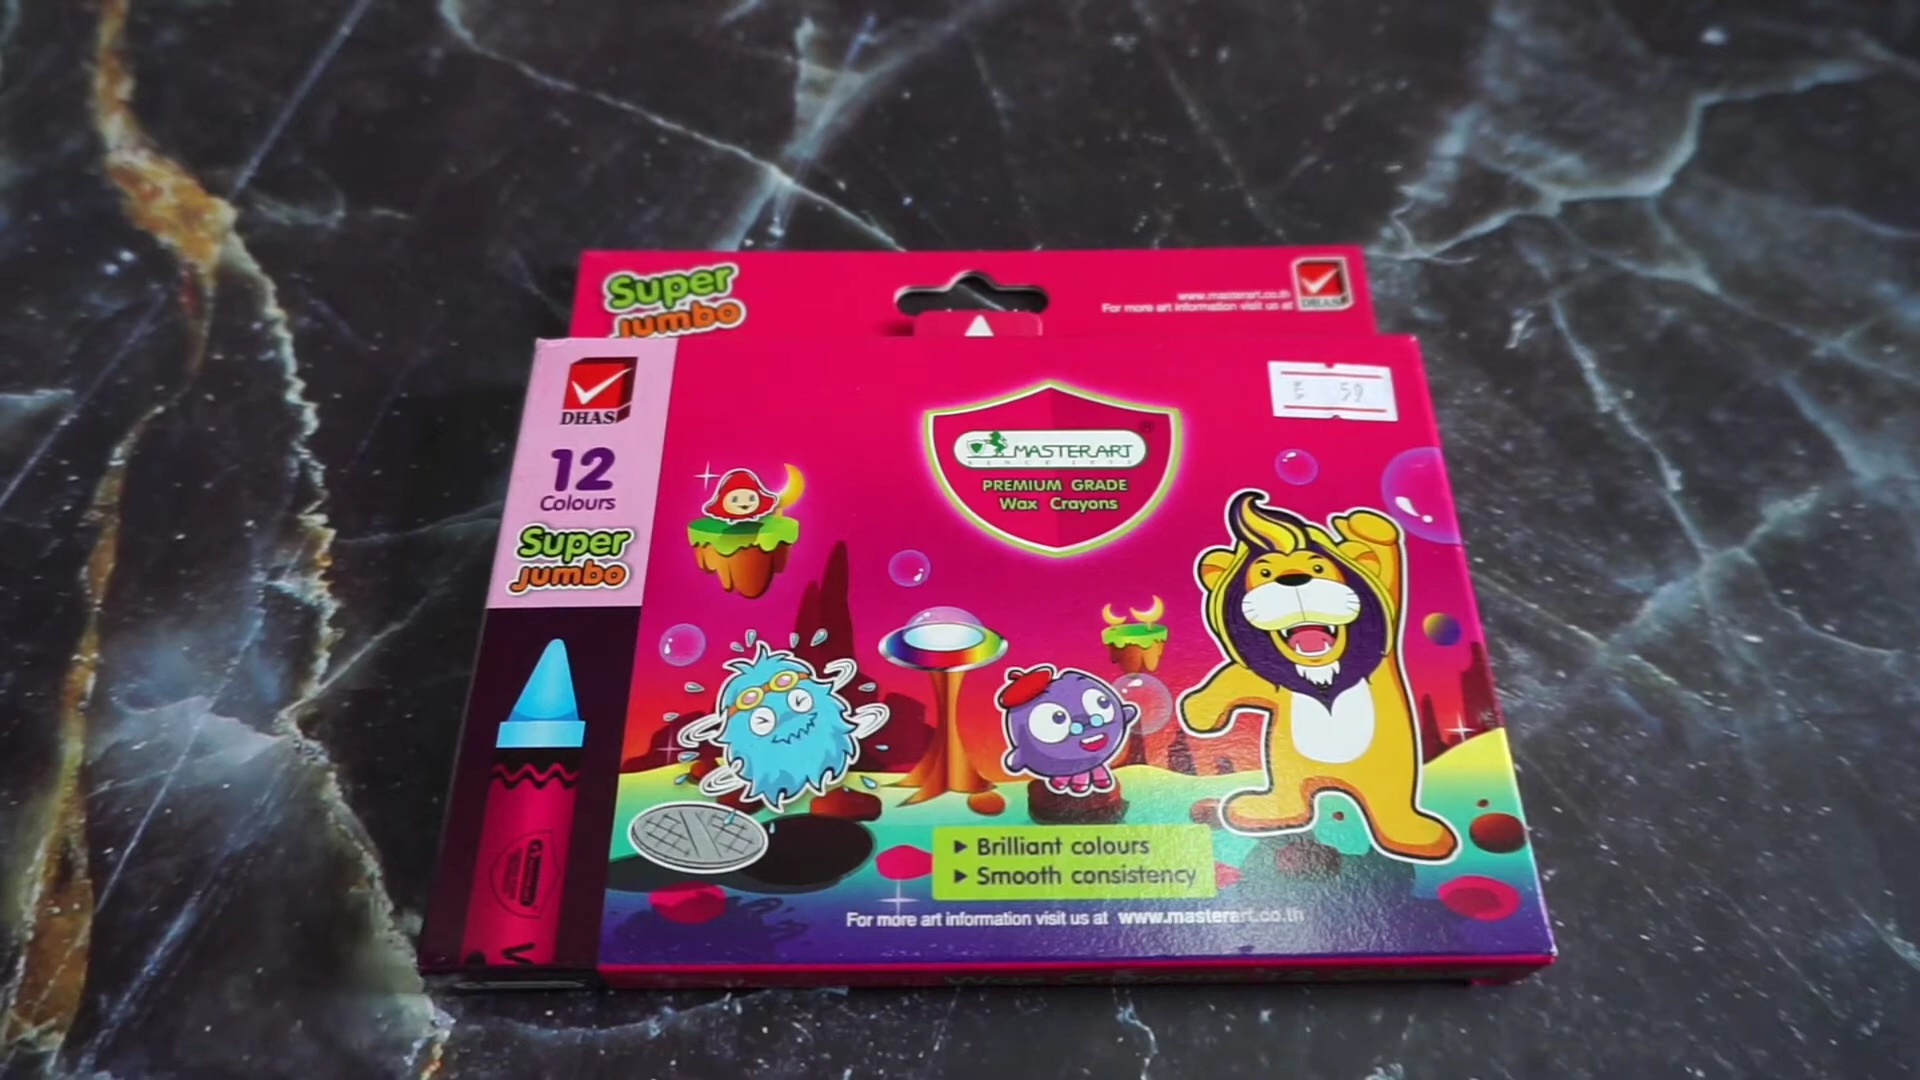 Super
Jumbo
www.masterart.co.th
For more art information visit us at
DHAS
DHAS
12
Colours
Super
Jumbo
59
MASTERART
SINCE
PREMIUM GRADE
Wax Crayons
Brilliant colours
Smooth consistency
For more art information visit us at www.masterart.co.th